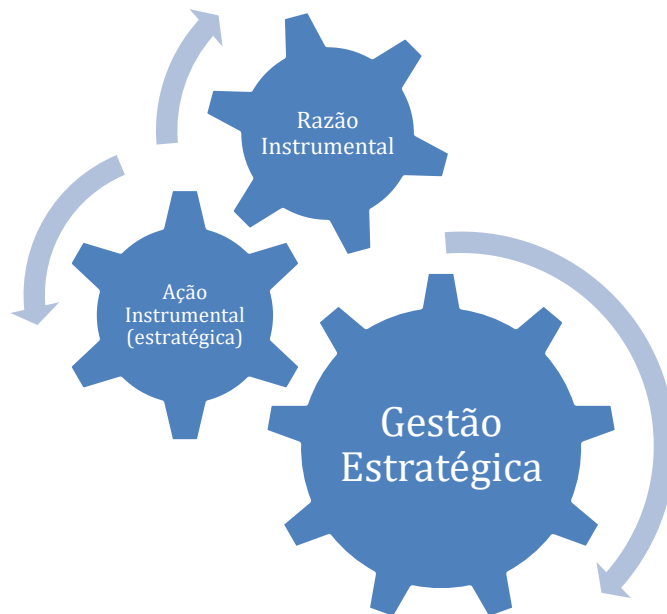 Razão
Instrumental
Ação
Instrumental
(estratégica)
Gestão
Estratégica